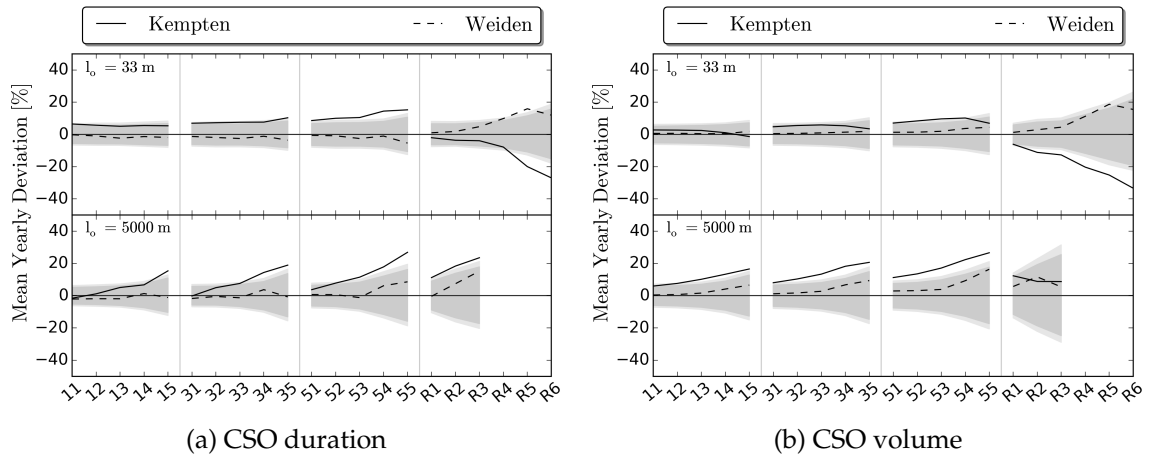 Kempten Weiden
Kempten Weiden
Mean Yearly Deviation [%]
40
20
0
−20
−40
l_o = 33 m
40
20
0
−20
−40
l_o = 5000 m
11 12 13 14 15 31 32 33 34 35 51 52 53 54 55 R1 R2 R3 R4 R5 R6
Mean Yearly Deviation [%]
40
20
0
−20
−40
l_o = 33 m
40
20
0
−20
−40
l_o = 5000 m
11 12 13 14 15 31 32 33 34 35 51 52 53 54 55 R1 R2 R3 R4 R5 R6
(a) CSO duration
(b) CSO volume